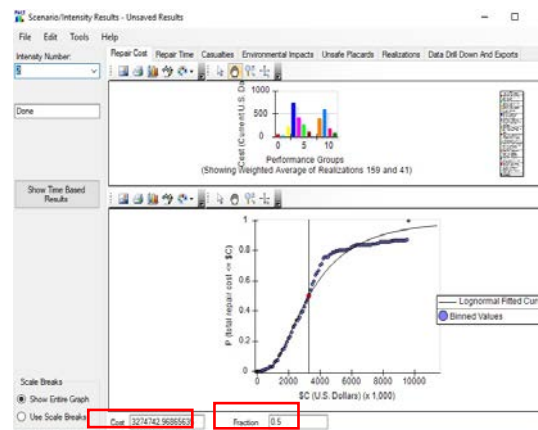 PACT Scenario/Intensity Results - Unsaved Results
File Edit Tools Help
Intensity Number:
Done
Show Time Based
Results
Repair Cost Repair Time Casualties Environmental Impacts Unsafe Placards Realizations Data Drill Down And Exports
Cost (Current U.S. Da
1000
500
0
0 5 10
Performance Groups
(Showing Weighted Average of Realizations 159 and 41)
P (total repair cost <= $C)
1
0.8
0.6
0.4
0.2
0
0 2000 4000 6000 8000 10000
$C (U.S. Dollars) (x 1,000)
Lognormal Fitted Cur
Binned Values
Scale Breaks
Show Entire Graph
Use Scale Breaks
Cost 3274742.9686563
Fraction 0.5